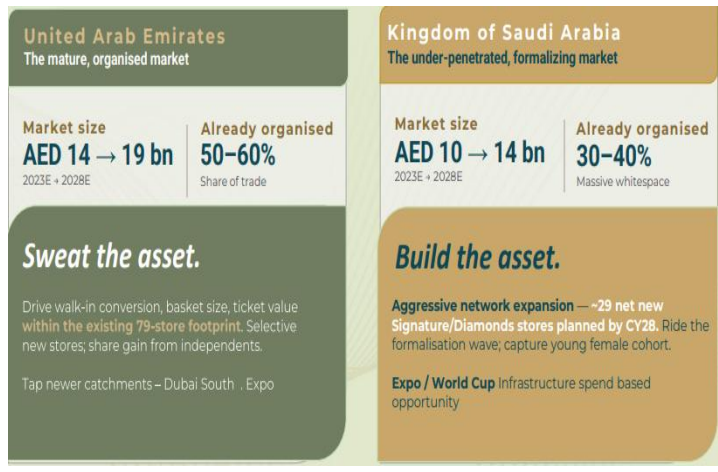 United Arab Emirates
The mature, organised market
Market size
AED 14 → 19 bn
2023E → 2028E
Already organised
50–60%
Share of trade
Sweat the asset.
Drive walk-in conversion, basket size, ticket value
within the existing 79-store footprint. Selective
new stores; share gain from independents.
Tap newer catchments – Dubai South . Expo
Kingdom of Saudi Arabia
The under-penetrated, formalizing market
Market size
AED 10 → 14 bn
2023E → 2028E
Already organised
30–40%
Massive whitespace
Build the asset.
Aggressive network expansion — ~29 net new
Signature/Diamonds stores planned by CY28. Ride the
formalisation wave; capture young female cohort.
Expo / World Cup Infrastructure spend based
opportunity